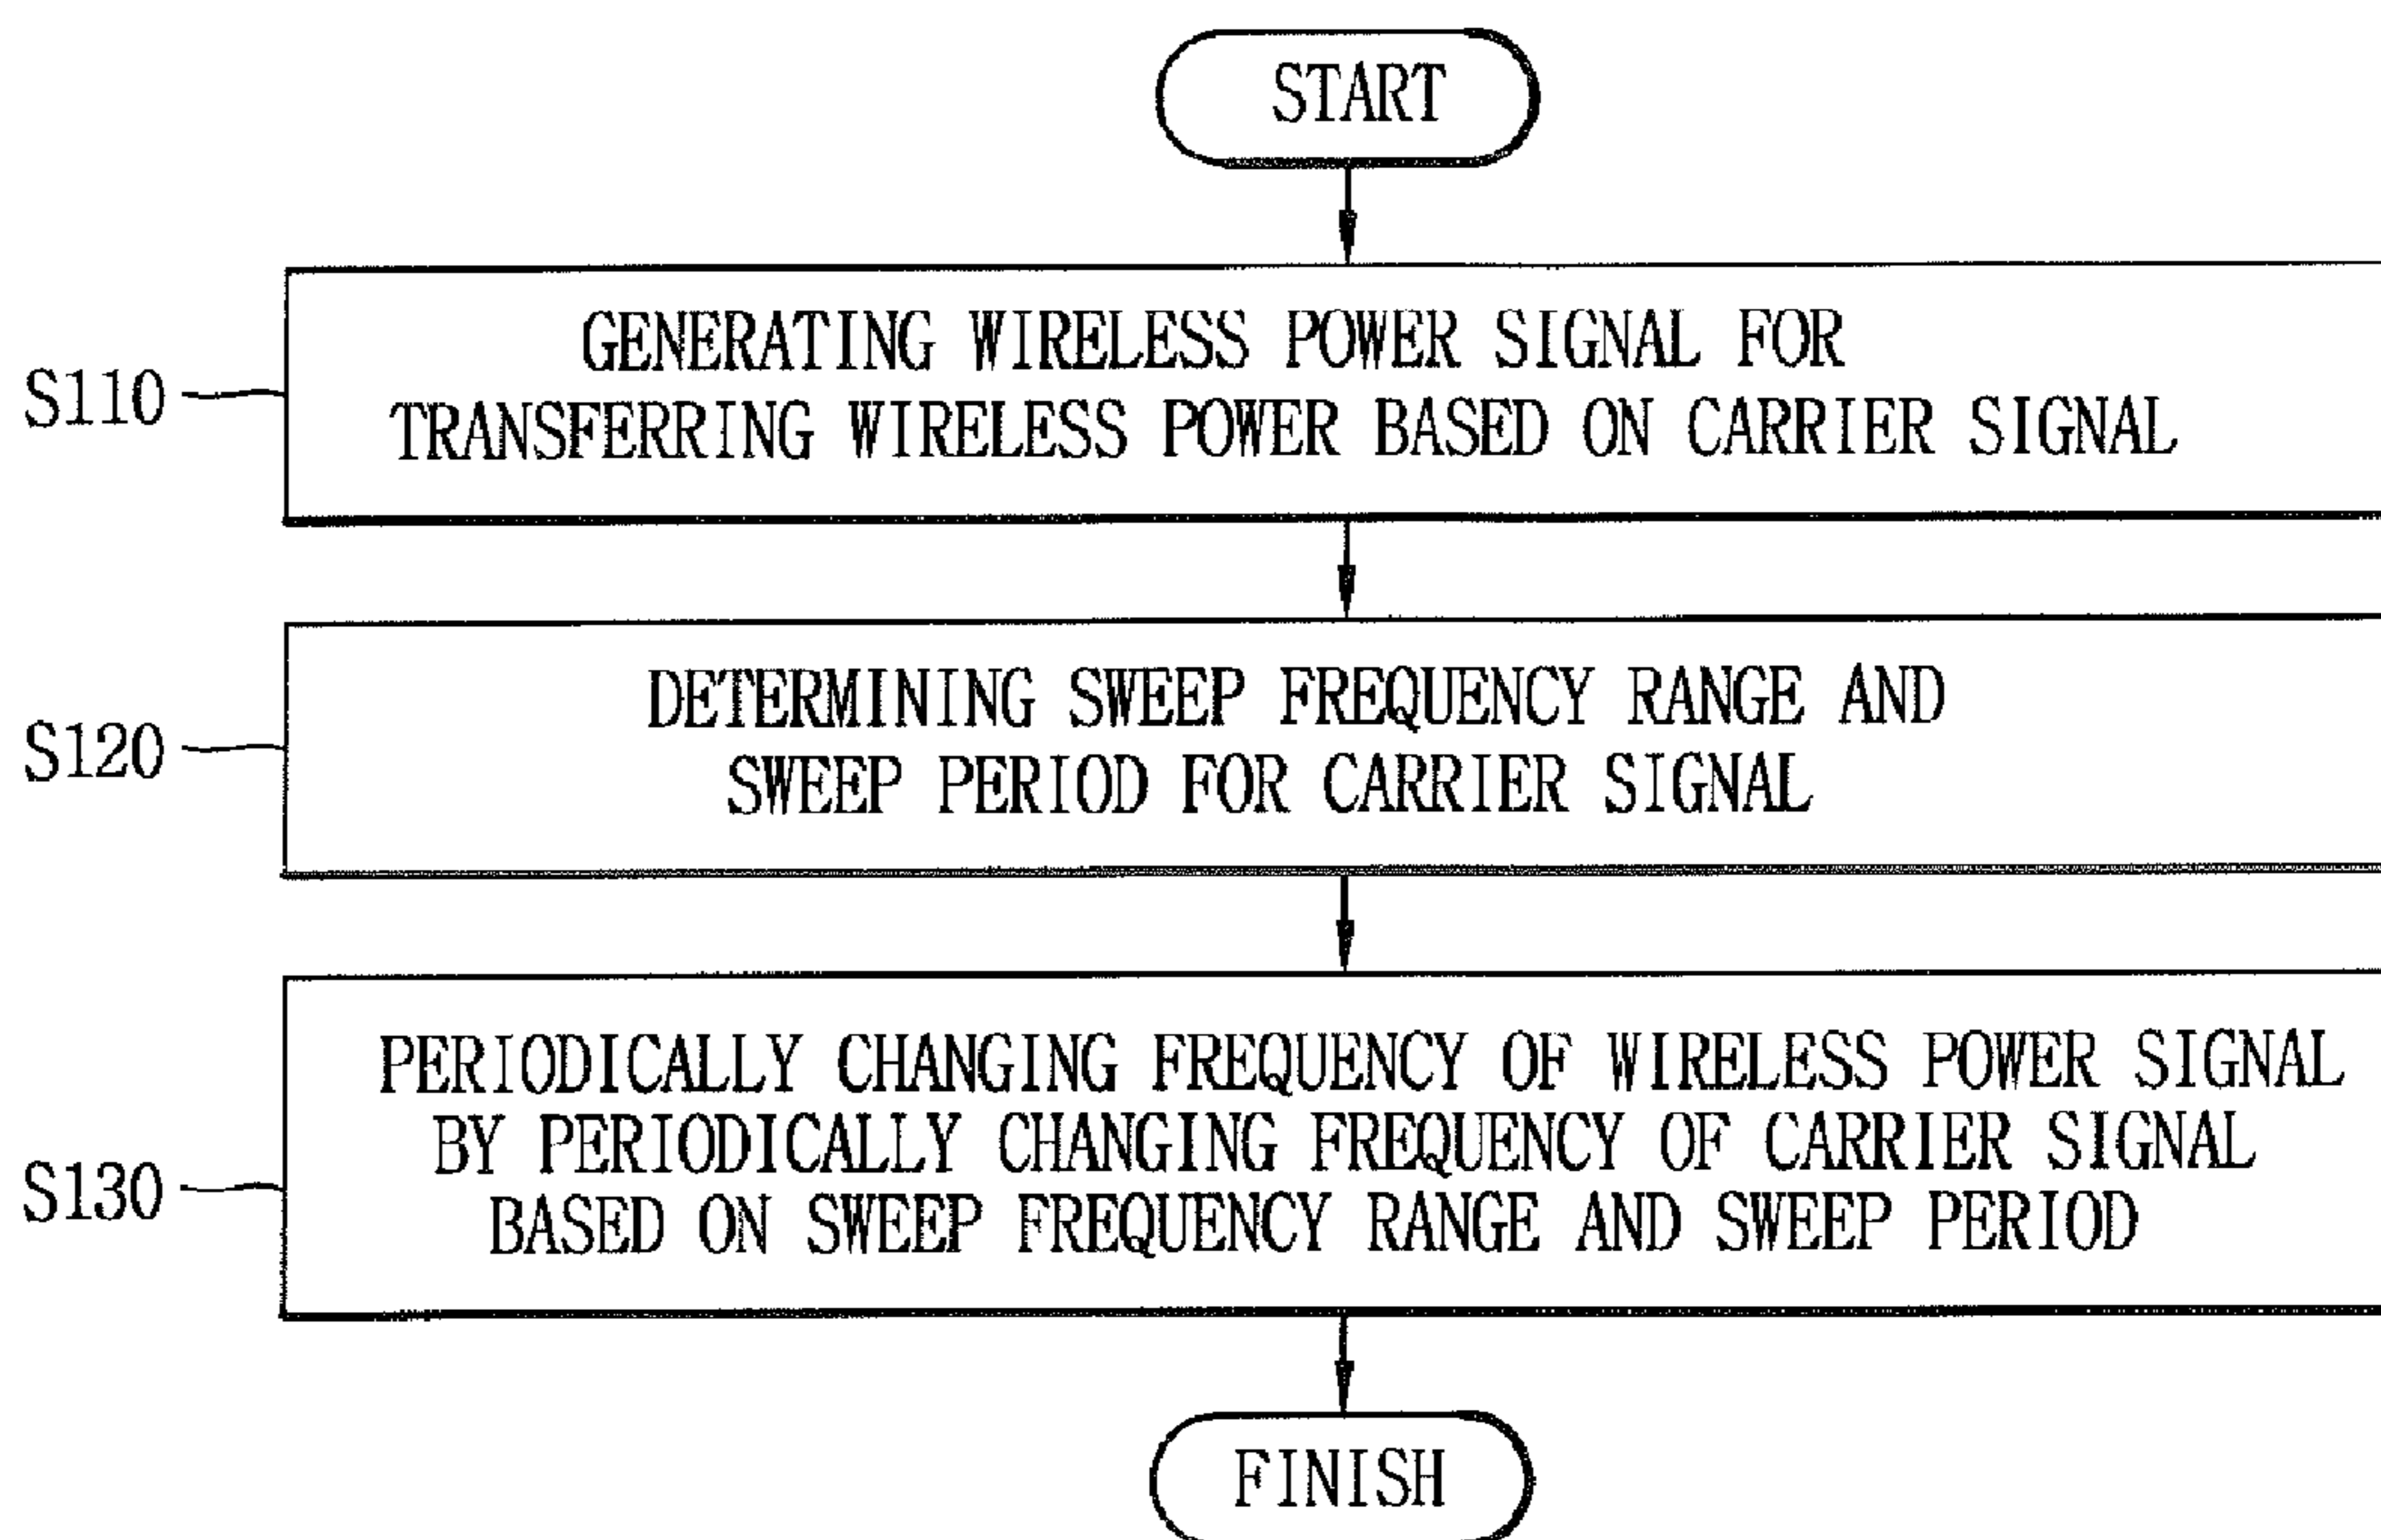 START
GENERATING WIRELESS POWER SIGNAL FOR
TRANSFERRING WIRELESS POWER BASED ON CARRIER SIGNAL
S110
DETERMINING SWEEP FREQUENCY RANGE AND
SWEEP PERIOD FOR CARRIER SIGNAL
S120
PERIODICALLY CHANGING FREQUENCY OF WIRELESS POWER SIGNAL
BY PERIODICALLY CHANGING FREQUENCY OF CARRIER SIGNAL
BASED ON SWEEP FREQUENCY RANGE AND SWEEP PERIOD
S130
FINISH